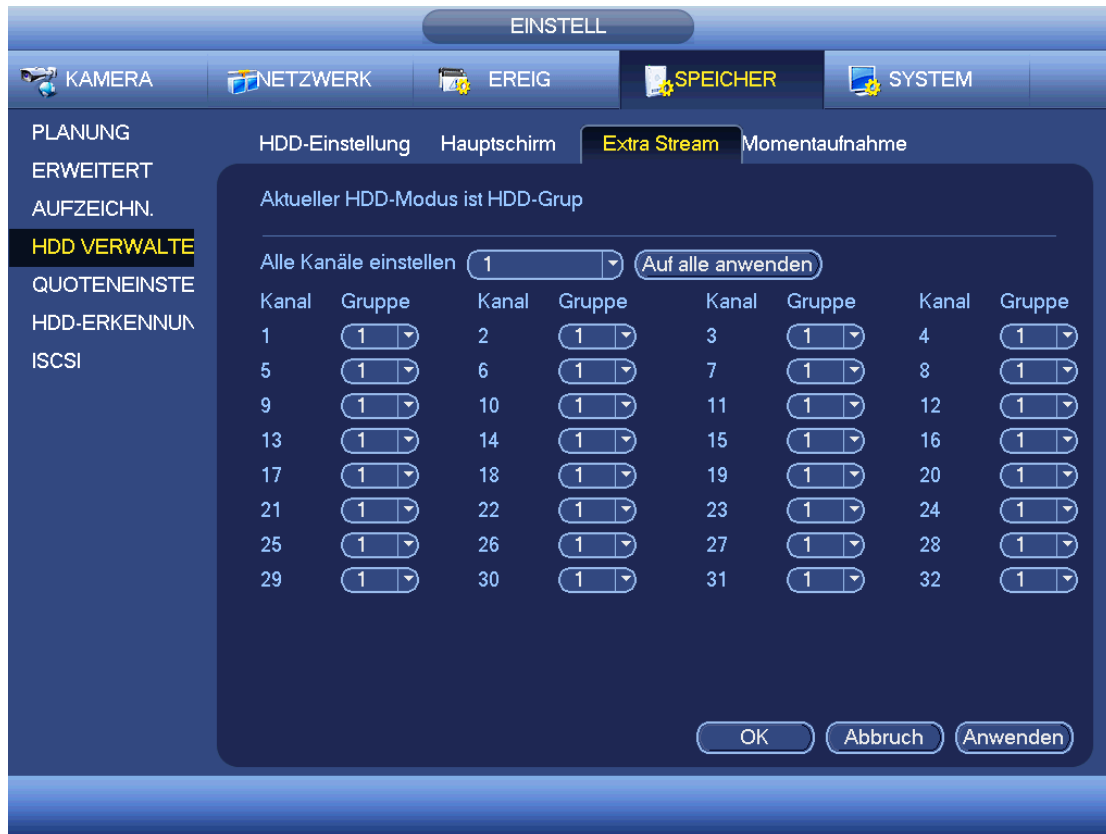 EINSTELL
KAMERA NETZWERK EREIG SPEICHER SYSTEM
PLANUNG
ERWEITERT
AUFZEICHN.
HDD VERWALTE
QUOTENEINSTE
HDD-ERKENNUN
ISCSI
HDD-Einstellung Hauptschirm Extra Stream Momentaufnahme
Aktueller HDD-Modus ist HDD-Grup
Alle Kanäle einstellen 1 Auf alle anwenden
Kanal Gruppe Kanal Gruppe Kanal Gruppe Kanal Gruppe
1 1 2 1 3 1 4 1
5 1 6 1 7 1 8 1
9 1 10 1 11 1 12 1
13 1 14 1 15 1 16 1
17 1 18 1 19 1 20 1
21 1 22 1 23 1 24 1
25 1 26 1 27 1 28 1
29 1 30 1 31 1 32 1
OK Abbruch Anwenden